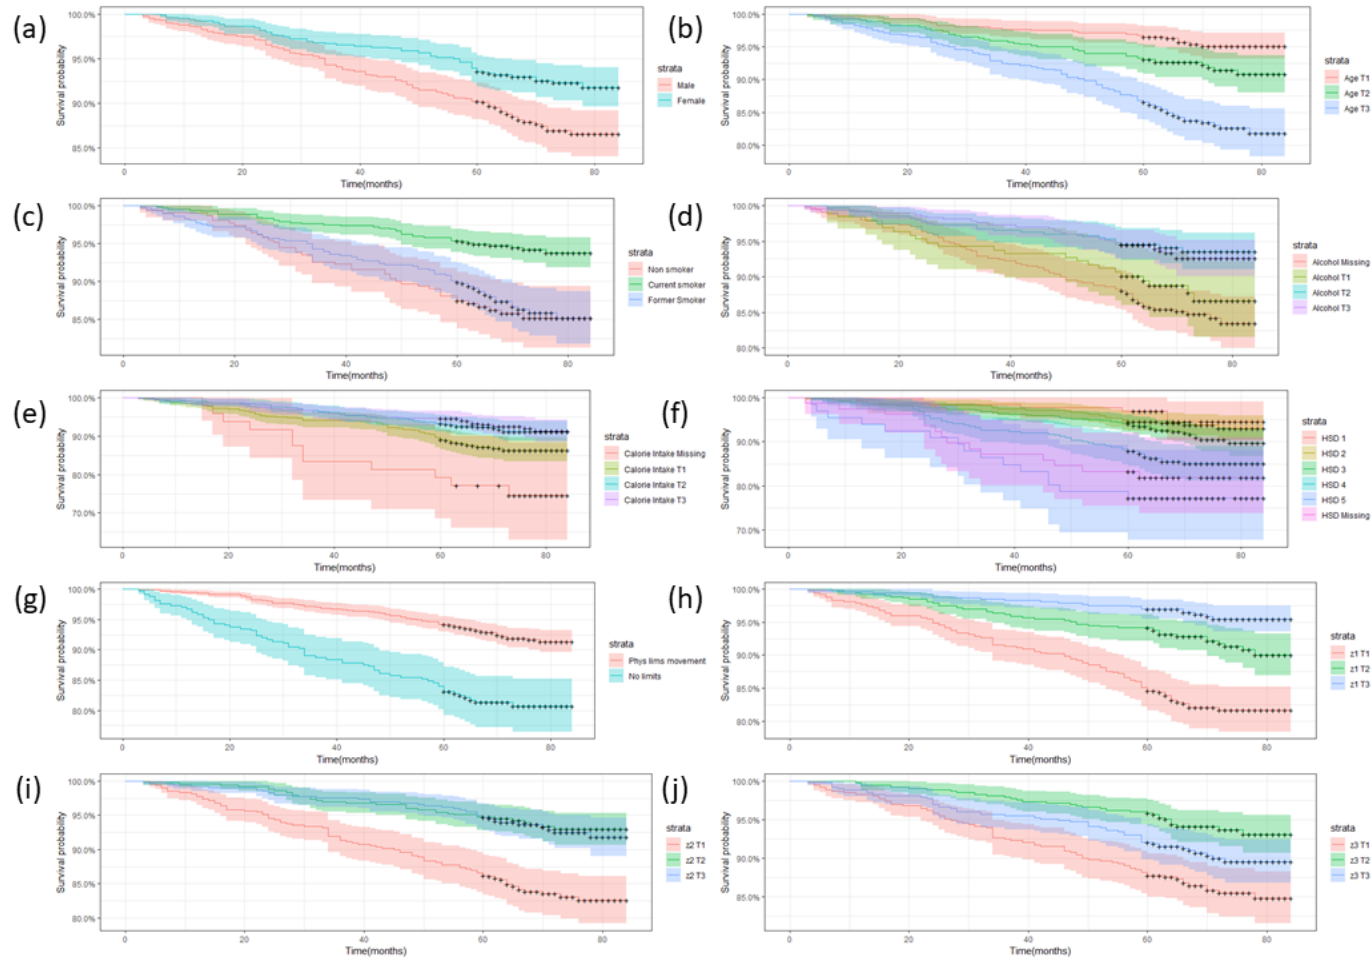 (a)
Survival probability
100.0%
95.0%
90.0%
85.0%
0 20 40 60 80
Time(months)
strata
Male
Female
(b)
Survival probability
100.0%
95.0%
90.0%
85.0%
80.0%
0 20 40 60 80
Time(months)
strata
Age T1
Age T2
Age T3
(c)
Survival probability
100.0%
95.0%
90.0%
85.0%
0 20 40 60 80
Time(months)
strata
Non smoker
Current smoker
Former Smoker
(d)
Survival probability
100.0%
95.0%
90.0%
85.0%
80.0%
0 20 40 60 80
Time(months)
strata
Alcohol Missing
Alcohol T1
Alcohol T2
Alcohol T3
(e)
Survival probability
100.0%
90.0%
80.0%
70.0%
0 20 40 60 80
Time(months)
strata
Calorie Intake Missing
Calorie Intake T1
Calorie Intake T2
Calorie Intake T3
(f)
Survival probability
100.0%
90.0%
80.0%
70.0%
0 20 40 60 80
Time(months)
strata
HSD 1
HSD 2
HSD 3
HSD 4
HSD 5
HSD Missing
(g)
Survival probability
100.0%
95.0%
90.0%
85.0%
80.0%
0 20 40 60 80
Time(months)
strata
Phys lims movement
No limits
(h)
Survival probability
100.0%
95.0%
90.0%
85.0%
80.0%
0 20 40 60 80
Time(months)
strata
z1 T1
z1 T2
z1 T3
(i)
Survival probability
100.0%
95.0%
90.0%
85.0%
80.0%
0 20 40 60 80
Time(months)
strata
z2 T1
z2 T2
z2 T3
(j)
Survival probability
100.0%
95.0%
90.0%
85.0%
0 20 40 60 80
Time(months)
strata
z3 T1
z3 T2
z3 T3